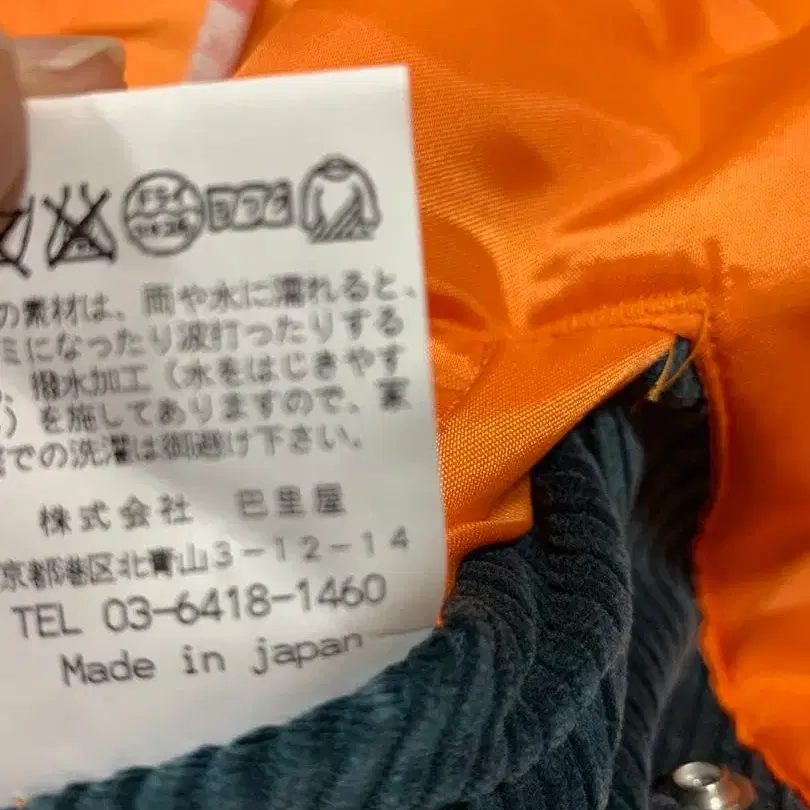 ドライ
の素材は、雨や水に濡れると、
ミになったり波打ったりする
撥水加工（水をはじきやす
）を施してありますので、家
での洗濯は御避け下さい。
株式会社 巴里屋
京都港区北青山3-12-14
TEL 03-6418-1460
Made in japan